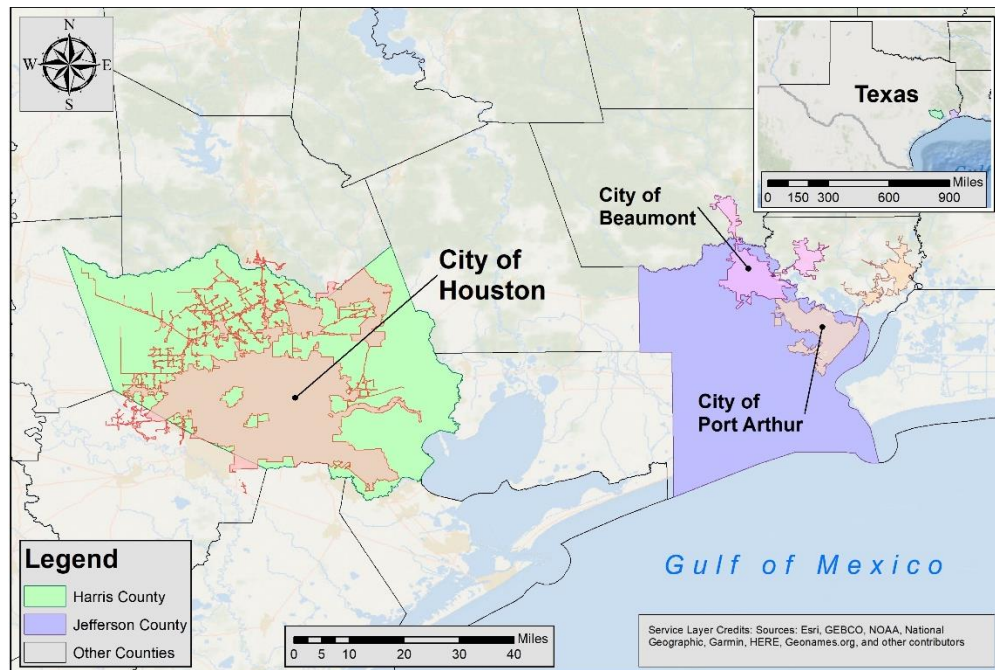 N
W E
S
Texas
Gulf
Miles
0 150 300 600 900
City of
Beaumont
City of
Houston
City of
Port Arthur
Gulf of Mexico
Legend
Harris County
Jefferson County
Other Counties
Miles
0 5 10 20 30 40
Service Layer Credits: Sources: Esri, GEBCO, NOAA, National
Geographic, Garmin, HERE, Geonames.org, and other contributors